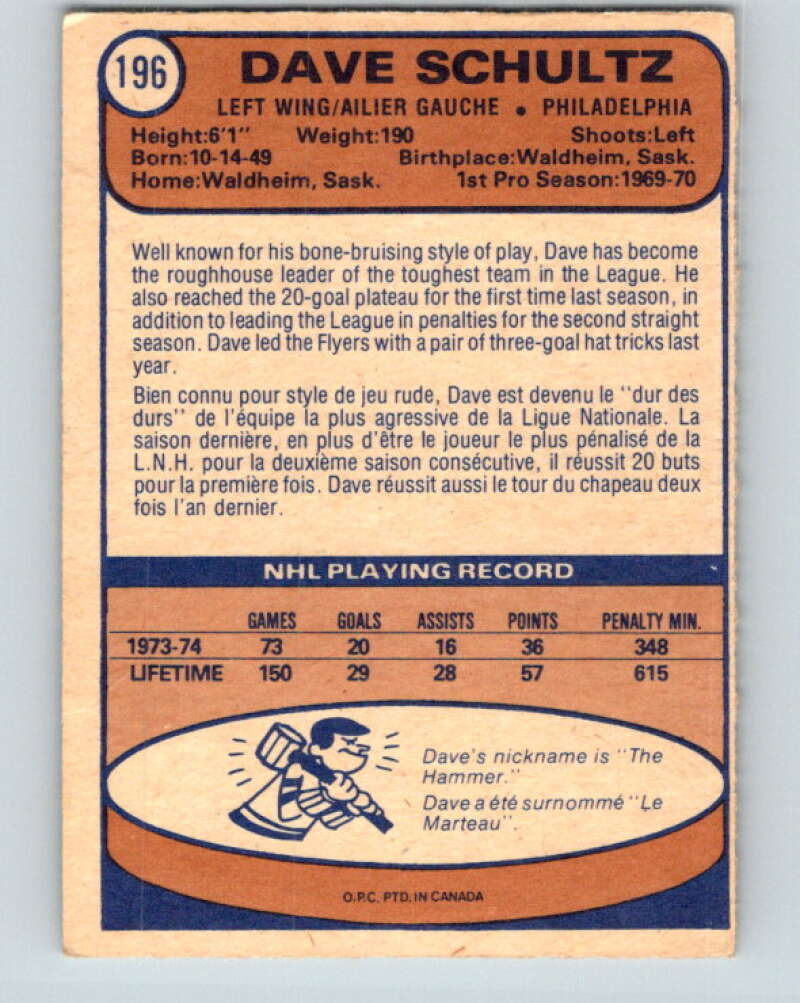 196
DAVE SCHULTZ
LEFT WING/AILIER GAUCHE • PHILADELPHIA
Height:6'1" Weight:190 Shoots:Left
Born:10-14-49 Birthplace:Waldheim, Sask.
Home:Waldheim, Sask. 1st Pro Season:1969-70
Well known for his bone-bruising style of play, Dave has become
the roughhouse leader of the toughest team in the League. He
also reached the 20-goal plateau for the first time last season, in
addition to leading the League in penalties for the second straight
season. Dave led the Flyers with a pair of three-goal hat tricks last
year.
Bien connu pour style de jeu rude, Dave est devenu le "dur des
durs" de l'équipe la plus agressive de la Ligue Nationale. La
saison dernière, en plus d'être le joueur le plus pénalisé de la
L.N.H. pour la deuxième saison consécutive, il réussit 20 buts
pour la première fois. Dave réussit aussi le tour du chapeau deux
fois l'an dernier.
NHL PLAYING RECORD
GAMES GOALS ASSISTS POINTS PENALTY MIN.
1973-74 73 20 16 36 348
LIFETIME 150 29 28 57 615
Dave's nickname is "The
Hammer."
Dave a été surnommé "Le
Marteau".
O.P.C. PTD. IN CANADA